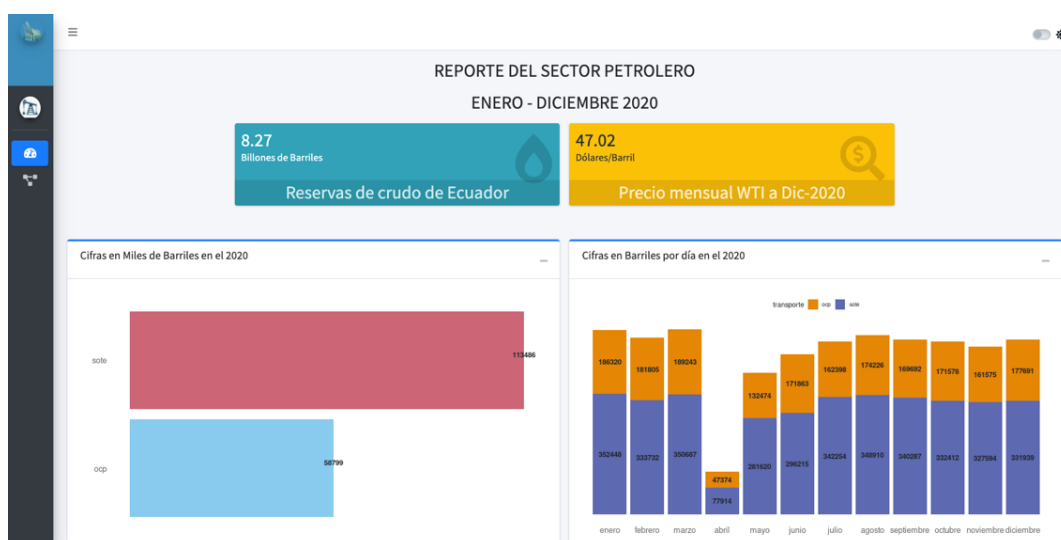 REPORTE DEL SECTOR PETROLERO
ENERO - DICIEMBRE 2020
8.27
Billones de Barriles
Reservas de crudo de Ecuador
47.02
Dólares/Barril
Precio mensual WTI a Dic-2020
Cifras en Miles de Barriles en el 2020
sote
113486
ocp
58799
Cifras en Barriles por día en el 2020
transporte ocp sote
186320 181805 189243 47374 132474 171863 162398 174226 169692 171576 161575 177691
352448 333732 350687 77914 281620 296215 342254 348910 340287 332412 327594 331939
enero febrero marzo abril mayo junio julio agosto septiembre octubre noviembre diciembre